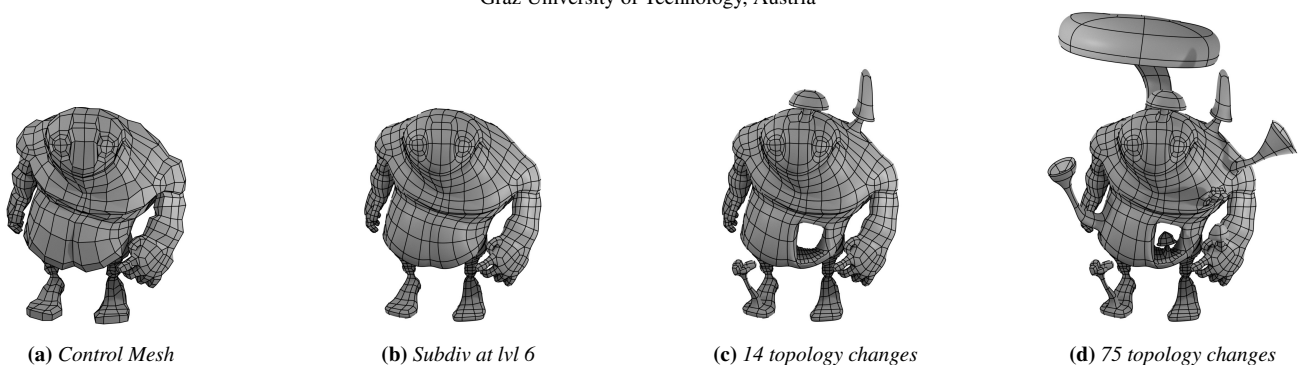 Graz University of Technology, Austria
(a) Control Mesh
(b) Subdiv at lvl 6
(c) 14 topology changes
(d) 75 topology changes